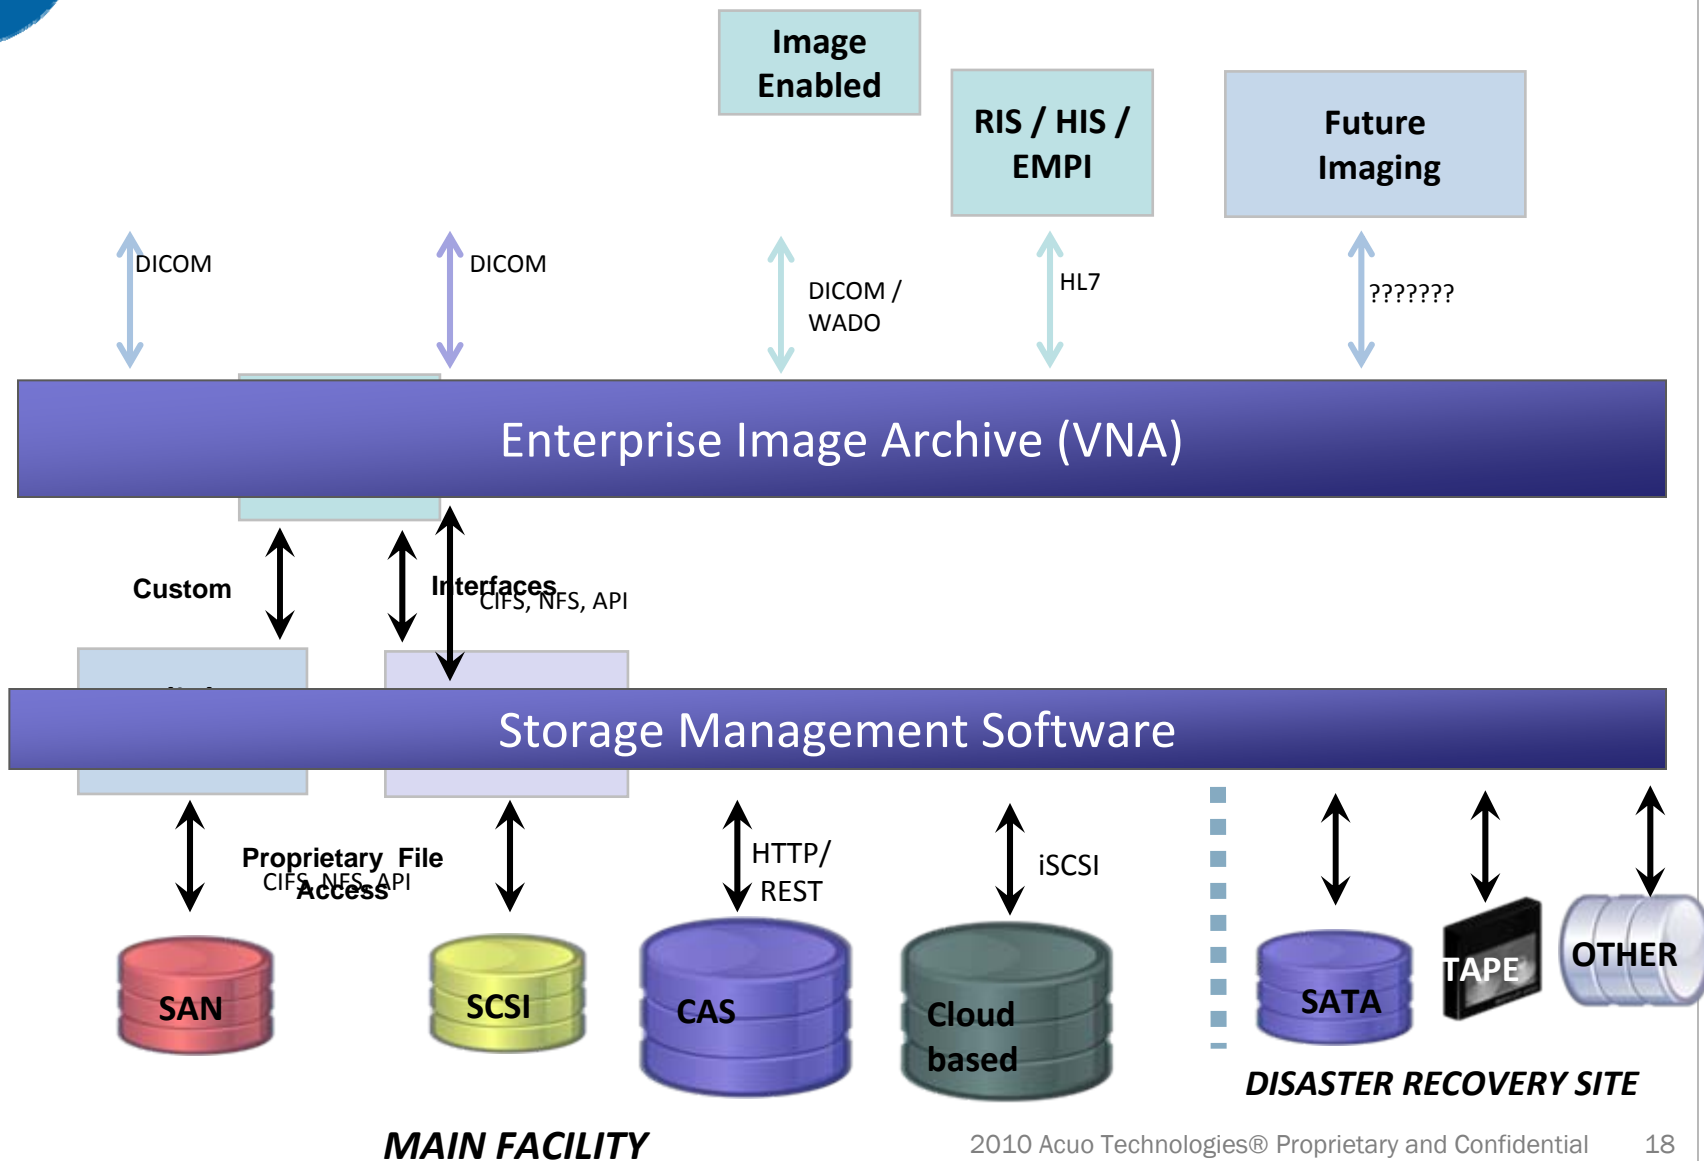 Image
Enabled
RIS / HIS /
EMPI
Future
Imaging
DICOM
DICOM
DICOM /
WADO
HL7
???????
Enterprise Image Archive (VNA)
Custom
Interfaces
CIFS, NFS, API
Storage Management Software
Proprietary File
Access
CIFS, NFS, API
HTTP/
REST
iSCSI
SAN
SCSI
CAS
Cloud
based
SATA
TAPE
OTHER
DISASTER RECOVERY SITE
MAIN FACILITY
2010 Acuo Technologies® Proprietary and Confidential
18